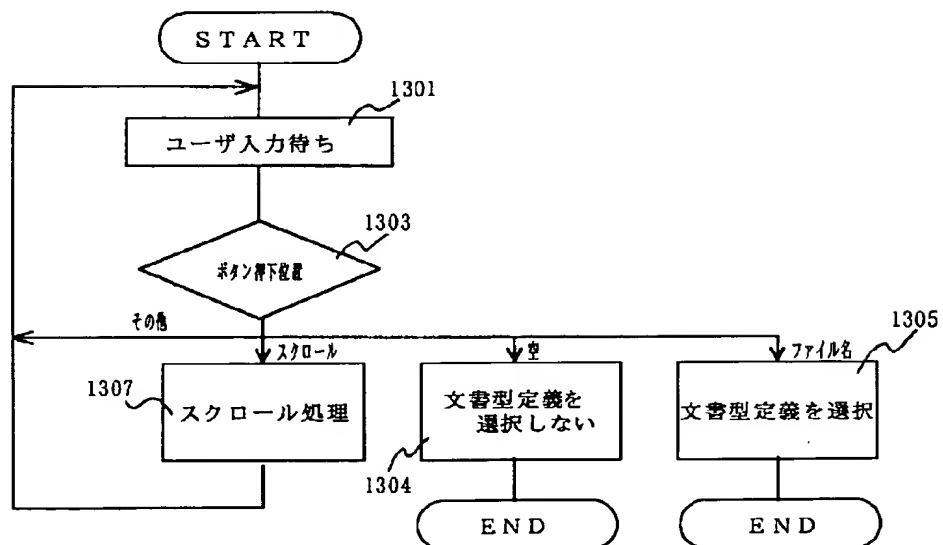 START
1301
ユーザ入力待ち
1303
ボタン押下位置
その他
スクロール
空
ファイル名
1305
1307
スクロール処理
文書型定義を
選択しない
文書型定義を選択
1304
END
END